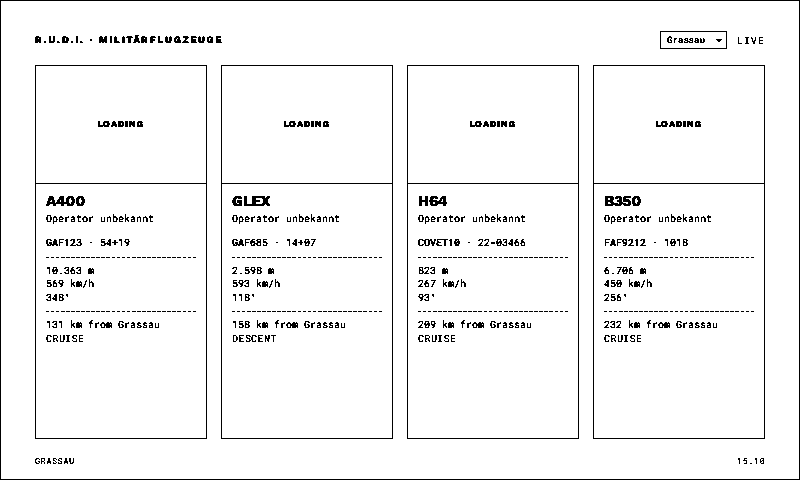 R.U.D.I. · MILITÄRFLUGZEUGE
Grassau
LIVE
LOADING
A400
Operator unbekannt
GAF123 · 54+19
10.363 m
569 km/h
348°
131 km from Grassau
CRUISE
LOADING
GLEX
Operator unbekannt
GAF685 · 14+07
2.598 m
593 km/h
118°
158 km from Grassau
DESCENT
LOADING
H64
Operator unbekannt
COVET10 · 22-03466
823 m
267 km/h
93°
209 km from Grassau
CRUISE
LOADING
B350
Operator unbekannt
FAF9212 · 1018
6.706 m
450 km/h
256°
232 km from Grassau
CRUISE
GRASSAU
15.10